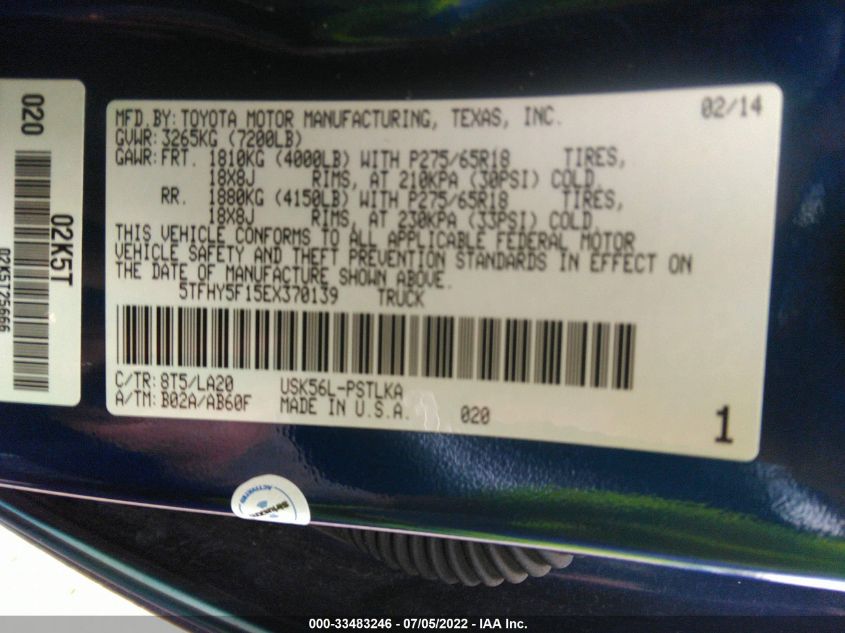 020
02K5T
02K5T25666
MFD.BY: TOYOTA MOTOR MANUFACTURING, TEXAS, INC. 02/14
GVWR: 3265KG (7200LB)
GAWR: FRT. 1810KG (4000LB) WITH P275/65R18 TIRES,
18X8J RIMS, AT 210KPA (30PSI) COLD,
RR. 1880KG (4150LB) WITH P275/65R18 TIRES,
18X8J RIMS, AT 230KPA (33PSI) COLD,
THIS VEHICLE CONFORMS TO ALL APPLICABLE FEDERAL MOTOR
VEHICLE SAFETY AND THEFT PREVENTION STANDARDS IN EFFECT ON
THE DATE OF MANUFACTURE SHOWN ABOVE.
5TFHY5F15EX370139 TRUCK
C/TR: 8T5/LA20 USK56L-PSTLKA
A/TM: B02A/AB60F MADE IN U.S.A. 020
1
ACTIVATED
000-33483246 - 07/05/2022 - IAA Inc.